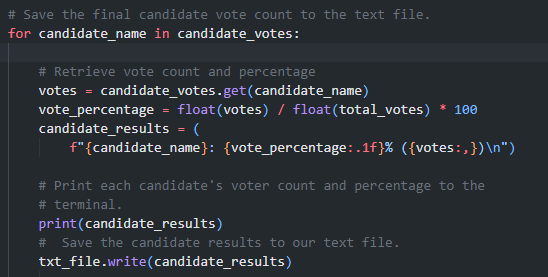 # Save the final candidate vote count to the text file.
for candidate_name in candidate_votes:
# Retrieve vote count and percentage
votes = candidate_votes.get(candidate_name)
vote_percentage = float(votes) / float(total_votes) * 100
candidate_results = (
f"{candidate_name}: {vote_percentage:.1f}% ({votes:,})\n")
# Print each candidate's voter count and percentage to the
# terminal.
print(candidate_results)
#  Save the candidate results to our text file.
txt_file.write(candidate_results)